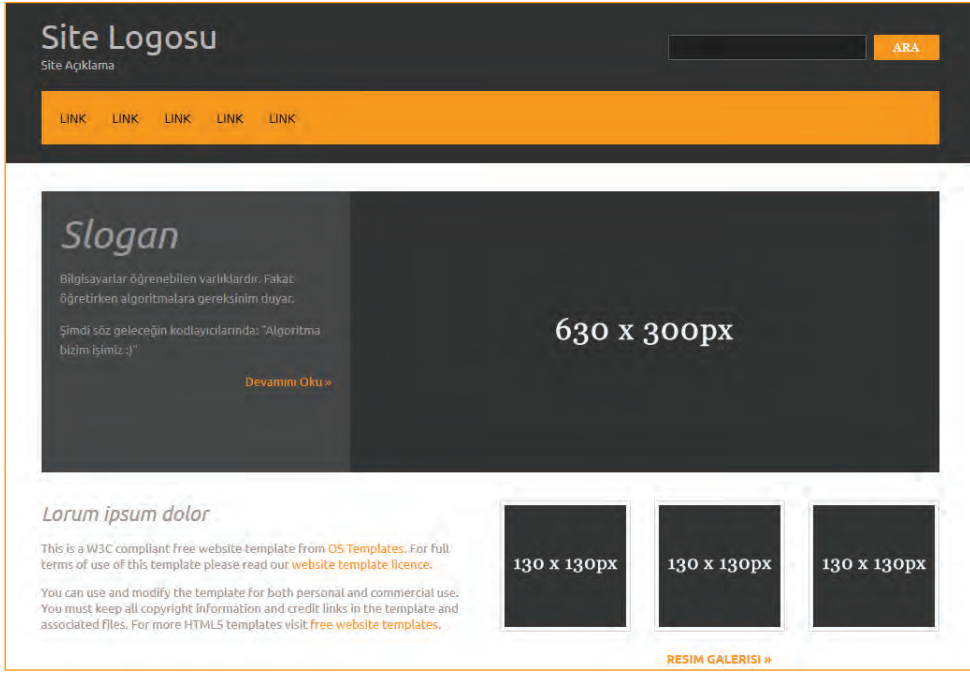 Site Logosu
Site Açıklama
ARA
LINK LINK LINK LINK LINK
Slogan
Bilgisayarlar öğrenebilen varlıklardır. Fakat
öğretirken algoritmalara gereksinim duyar.
Şimdi söz geleceğin kodlayıcılarında: "Algoritma
bizim işimiz :)"
Devamını Oku »
630 x 300px
Lorum ipsum dolor
This is a W3C compliant free website template from OS Templates. For full
terms of use of this template please read our website template licence.
You can use and modify the template for both personal and commercial use.
You must keep all copyright information and credit links in the template and
associated files. For more HTML5 templates visit free website templates.
130 x 130px 130 x 130px 130 x 130px
RESIM GALERISI »